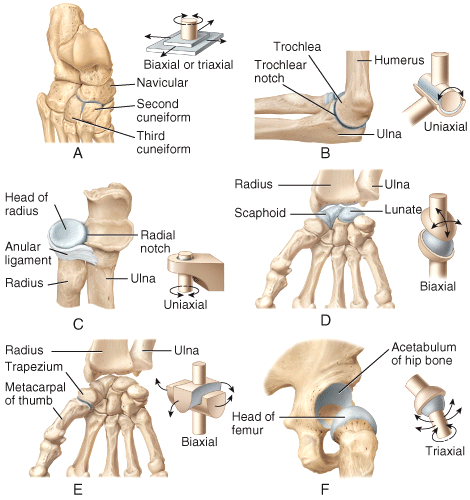 Biaxial or triaxial
Navicular
Second
cuneiform
Third
cuneiform
A
Trochlea
Trochlear
notch
Humerus
Ulna
Uniaxial
B
Head of
radius
Anular
ligament
Radius
Radial
notch
Ulna
Uniaxial
C
Radius
Ulna
Scaphoid
Lunate
Biaxial
D
Radius
Ulna
Trapezium
Metacarpal
of thumb
Biaxial
E
Acetabulum
of hip bone
Head of
femur
Triaxial
F